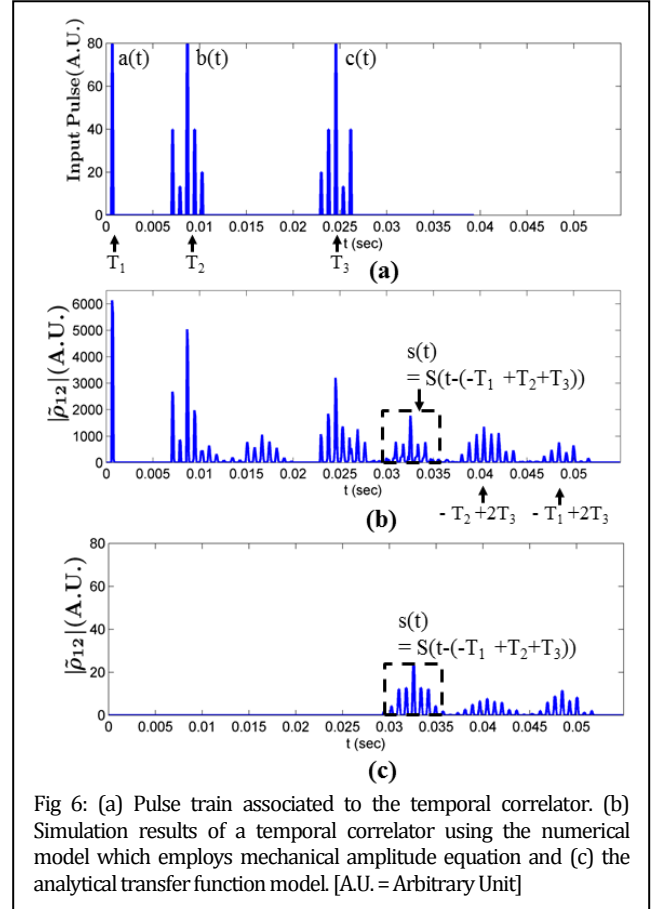 Input Pulse(A.U.)
80
60
40
20
0
a(t)
b(t)
c(t)
0 0.005 0.01 0.015 0.02 0.025 0.03 0.035 0.04 0.045 0.05
t (sec)
T₁ T₂ T₃
(a)
|ρ̃₁₂|(A.U.)
6000
5000
4000
3000
2000
1000
0
s(t)
= S(t-(-T₁ +T₂+T₃))
0 0.005 0.01 0.015 0.02 0.025 0.03 0.035 0.04 0.045 0.05
t (sec)
- T₂ +2T₃ - T₁ +2T₃
(b)
|ρ̃₁₂|(A.U.)
80
60
40
20
0
s(t)
= S(t-(-T₁ +T₂+T₃))
0 0.005 0.01 0.015 0.02 0.025 0.03 0.035 0.04 0.045 0.05
t (sec)
(c)
Fig 6: (a) Pulse train associated to the temporal correlator. (b)
Simulation results of a temporal correlator using the numerical
model which employs mechanical amplitude equation and (c) the
analytical transfer function model. [A.U. = Arbitrary Unit]